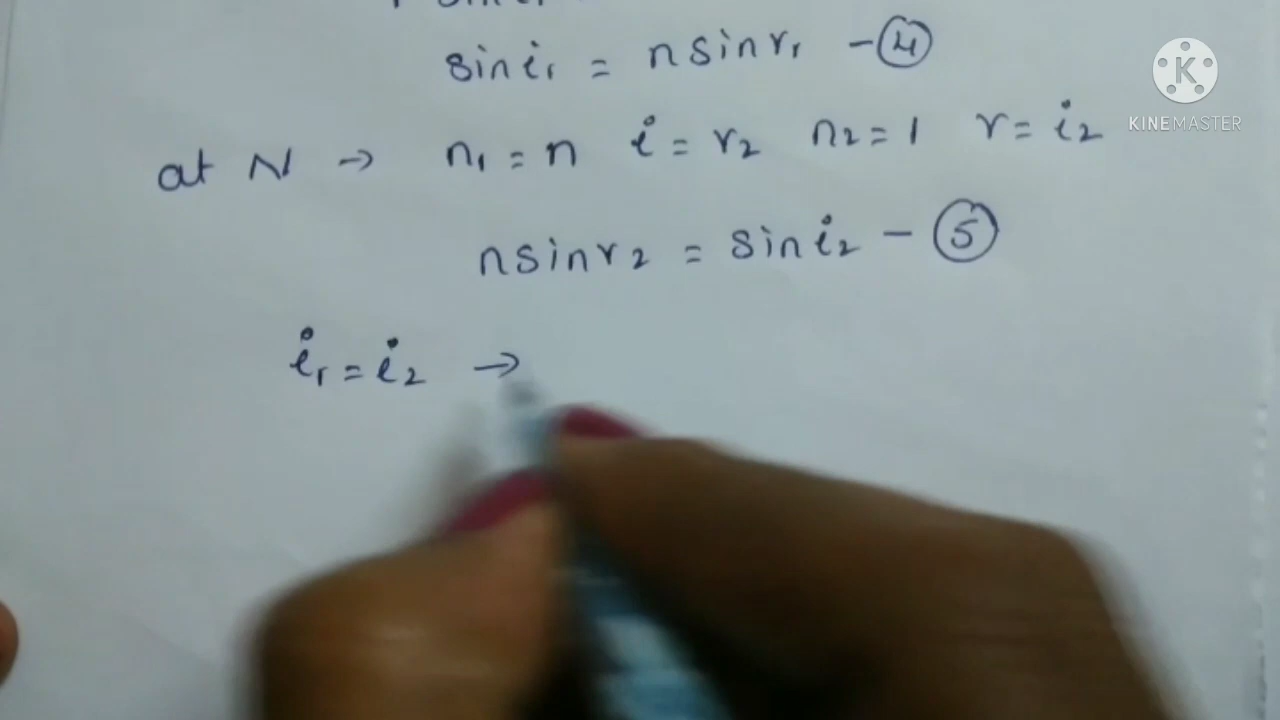 sin i₁ = n sin r₁ - ④
K
KINEMASTER
at N → n₁ = n i = r₂ n₂ = 1 r = i₂
n sin r₂ = sin i₂ - ⑤
i₁ = i₂ →